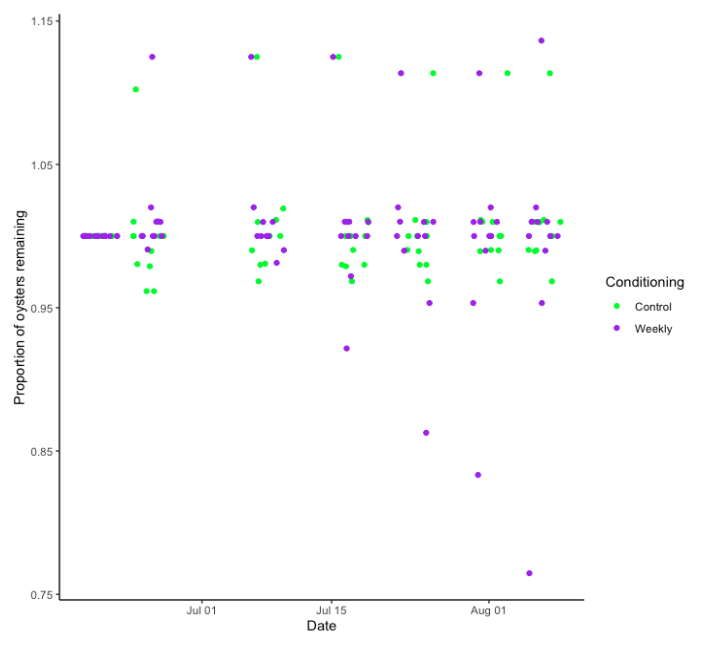 1.15
1.05
0.95
0.85
0.75
Proportion of oysters remaining
Jul 01
Jul 15
Aug 01
Date
Conditioning
Control
Weekly